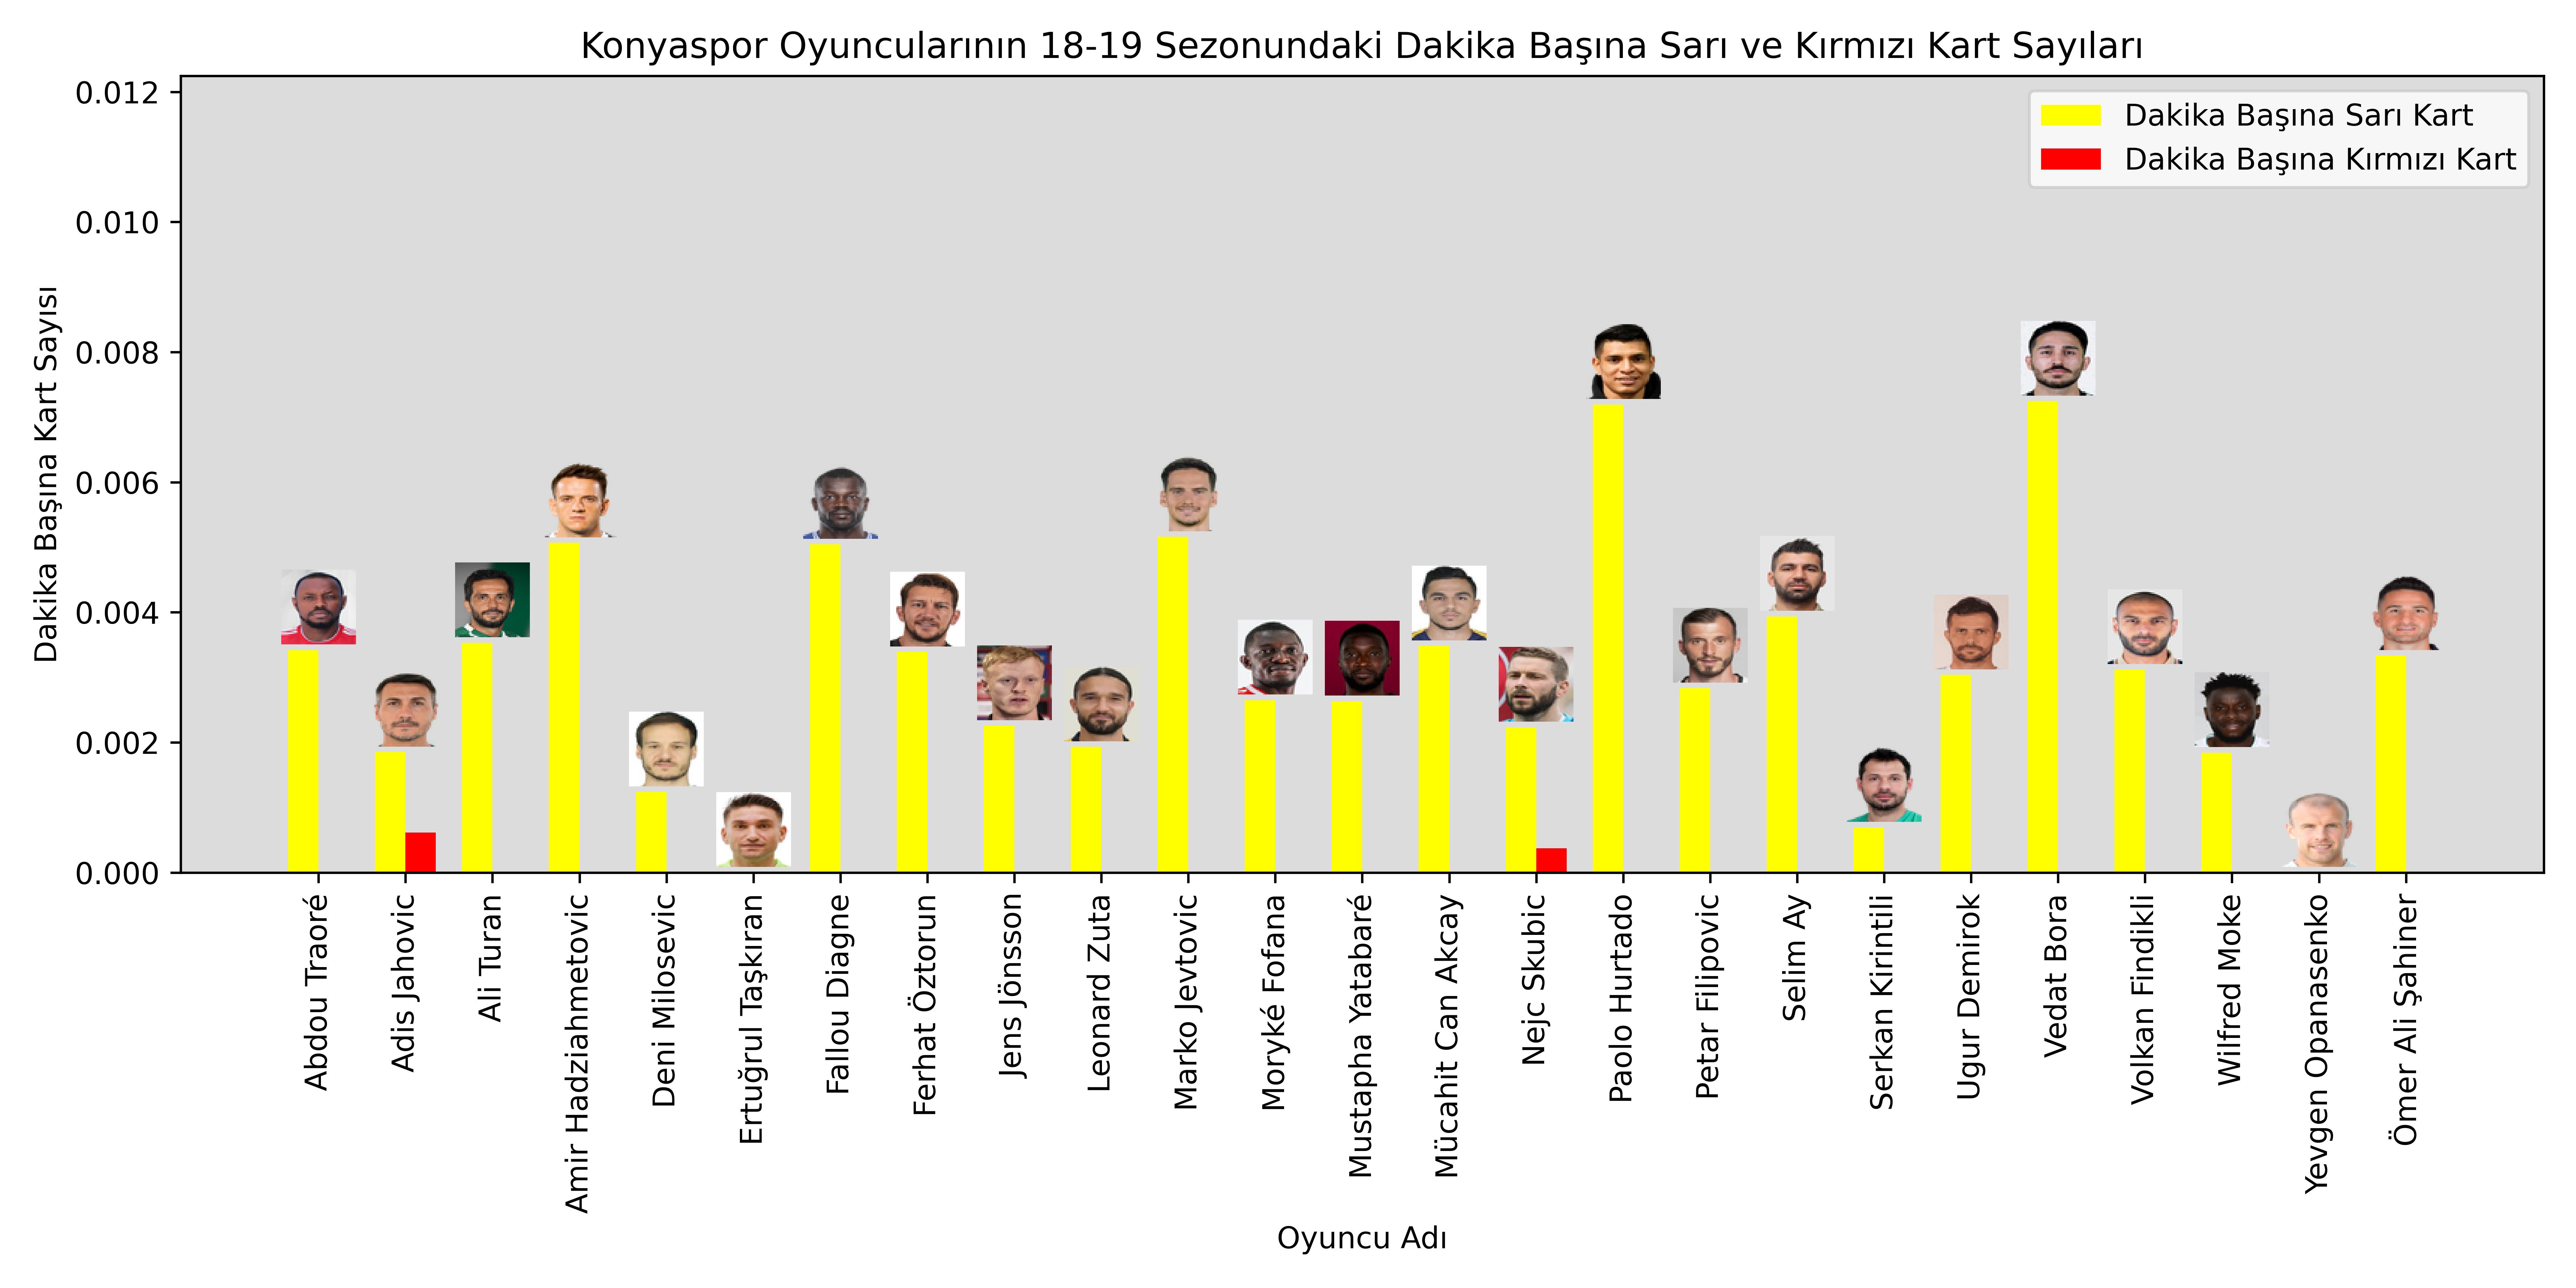 Konyaspor Oyuncularının 18-19 Sezonundaki Dakika Başına Sarı ve Kırmızı Kart Sayıları
Dakika Başına Sarı Kart
Dakika Başına Kırmızı Kart
Dakika Başına Kart Sayısı
0.012
0.010
0.008
0.006
0.004
0.002
0.000
Abdou Traoré
Adis Jahovic
Ali Turan
Amir Hadziahmetovic
Deni Milosevic
Ertuğrul Taşkıran
Fallou Diagne
Ferhat Öztorun
Jens Jönsson
Leonard Zuta
Marko Jevtovic
Moryké Fofana
Mustapha Yatabaré
Mücahit Can Akcay
Nejc Skubic
Paolo Hurtado
Petar Filipovic
Selim Ay
Serkan Kirintili
Ugur Demirok
Vedat Bora
Volkan Findikli
Wilfred Moke
Yevgen Opanasenko
Ömer Ali Şahiner
Oyuncu Adı